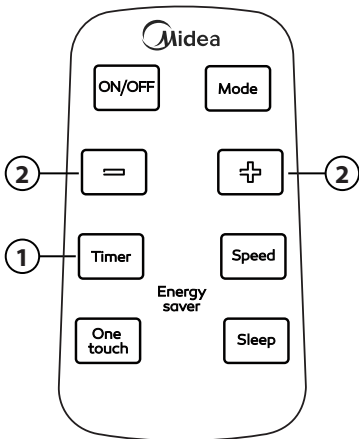 Midea
ON/OFF Mode
2 − + 2
1 Timer Speed
Energy
saver
One
touch
Sleep